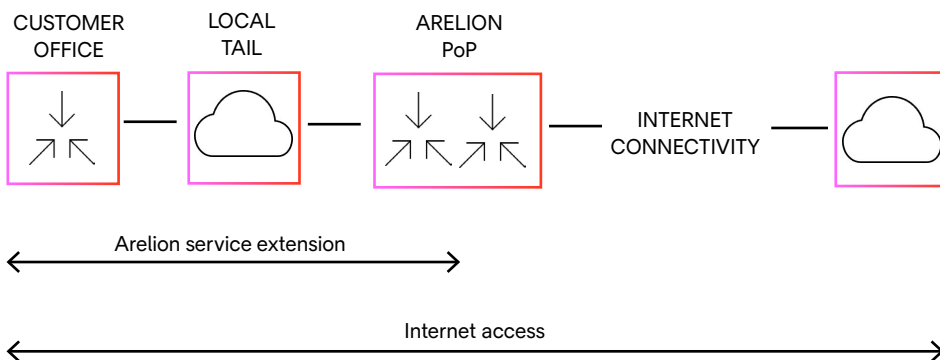 CUSTOMER
OFFICE
LOCAL
TAIL
ARELION
PoP
INTERNET
CONNECTIVITY
Arelion service extension
Internet access